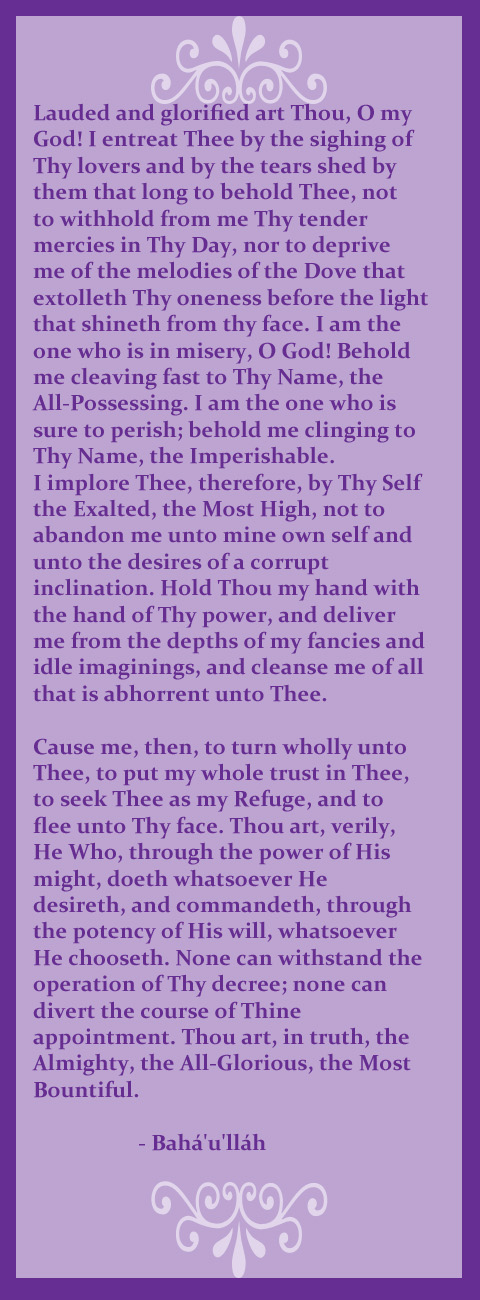 Lauded and glorified art Thou, O my
God! I entreat Thee by the sighing of
Thy lovers and by the tears shed by
them that long to behold Thee, not
to withhold from me Thy tender
mercies in Thy Day, nor to deprive
me of the melodies of the Dove that
extolleth Thy oneness before the light
that shineth from thy face. I am the
one who is in misery, O God! Behold
me cleaving fast to Thy Name, the
All-Possessing. I am the one who is
sure to perish; behold me clinging to
Thy Name, the Imperishable.
I implore Thee, therefore, by Thy Self
the Exalted, the Most High, not to
abandon me unto mine own self and
unto the desires of a corrupt
inclination. Hold Thou my hand with
the hand of Thy power, and deliver
me from the depths of my fancies and
idle imaginings, and cleanse me of all
that is abhorrent unto Thee.

Cause me, then, to turn wholly unto
Thee, to put my whole trust in Thee,
to seek Thee as my Refuge, and to
flee unto Thy face. Thou art, verily,
He Who, through the power of His
might, doeth whatsoever He
desireth, and commandeth, through
the potency of His will, whatsoever
He chooseth. None can withstand the
operation of Thy decree; none can
divert the course of Thine
appointment. Thou art, in truth, the
Almighty, the All-Glorious, the Most
Bountiful.

- Bahá'u'lláh